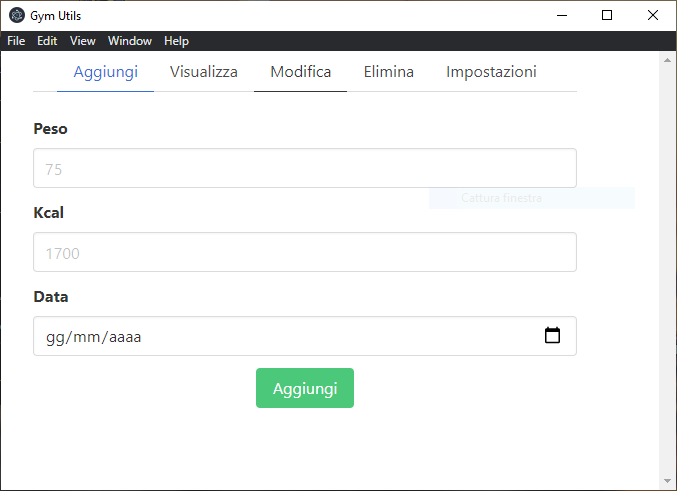 Gym Utils
File Edit View Window Help
Aggiungi Visualizza Modifica Elimina Impostazioni
Peso
75
Cattura finestra
Kcal
1700
Data
gg/mm/aaaa
Aggiungi